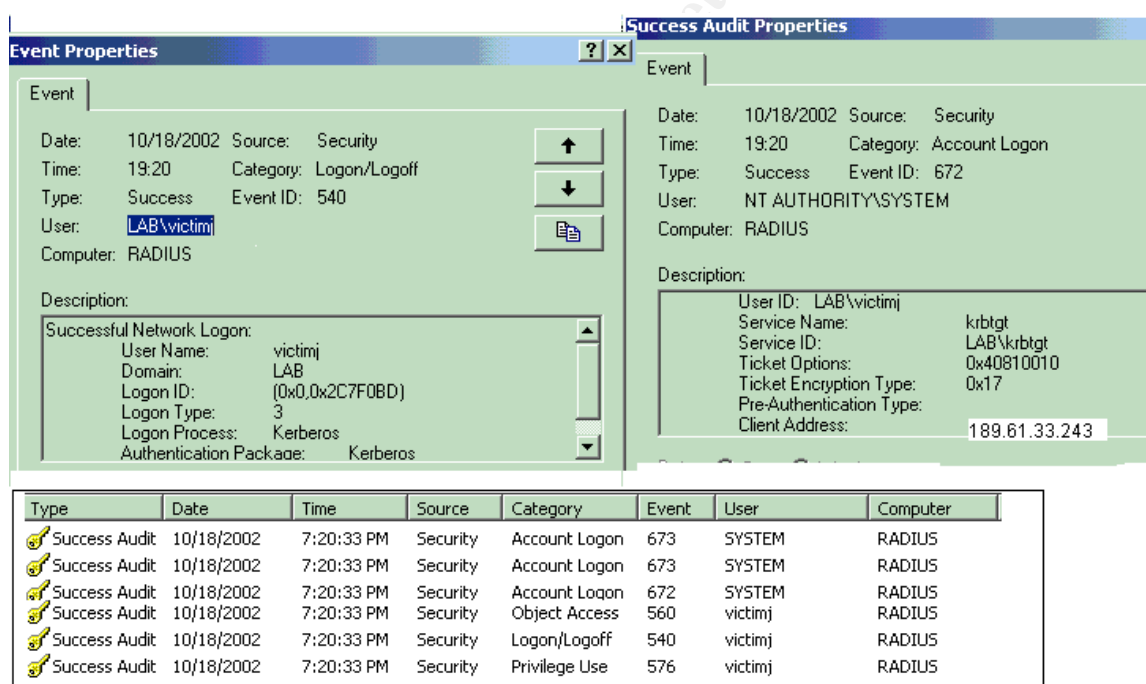 Event Properties
Event
Date: 10/18/2002 Source: Security
Time: 19:20 Category: Logon/Logoff
Type: Success Event ID: 540
User: LAB\victimj
Computer: RADIUS
Description:
Successful Network Logon:
User Name: victimj
Domain: LAB
Logon ID: (0x0,0x2C7F0BD)
Logon Type: 3
Logon Process: Kerberos
Authentication Package: Kerberos
Success Audit Properties
Event
Date: 10/18/2002 Source: Security
Time: 19:20 Category: Account Logon
Type: Success Event ID: 672
User: NT AUTHORITY\SYSTEM
Computer: RADIUS
Description:
User ID: LAB\victimj
Service Name: krbtgt
Service ID: LAB\krbtgt
Ticket Options: 0x40810010
Ticket Encryption Type: 0x17
Pre-Authentication Type:
Client Address: 189.61.33.243
Type Date Time Source Category Event User Computer
Success Audit 10/18/2002 7:20:33 PM Security Account Logon 673 SYSTEM RADIUS
Success Audit 10/18/2002 7:20:33 PM Security Account Logon 673 SYSTEM RADIUS
Success Audit 10/18/2002 7:20:33 PM Security Account Logon 672 SYSTEM RADIUS
Success Audit 10/18/2002 7:20:33 PM Security Object Access 560 victimj RADIUS
Success Audit 10/18/2002 7:20:33 PM Security Logon/Logoff 540 victimj RADIUS
Success Audit 10/18/2002 7:20:33 PM Security Privilege Use 576 victimj RADIUS